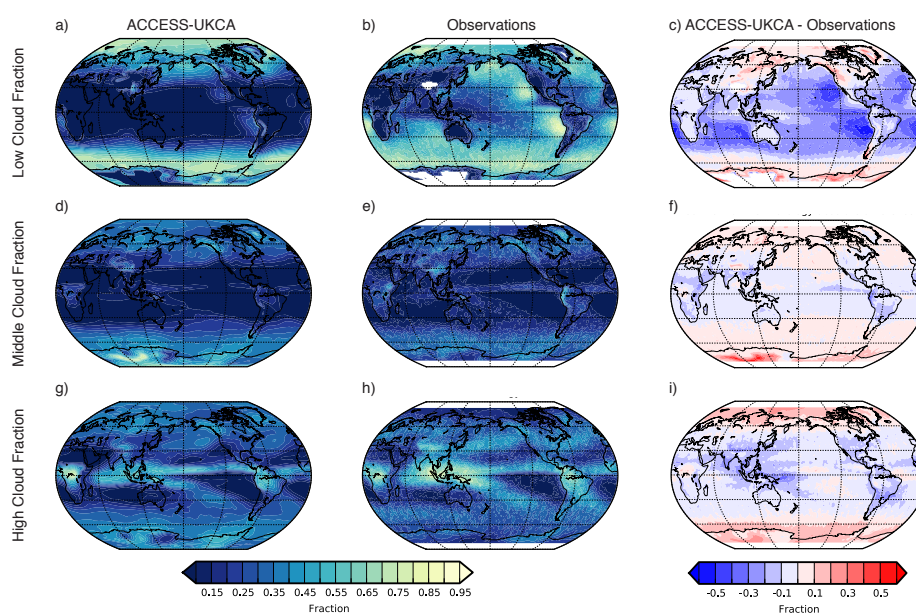 a) ACCESS-UKCA
b) Observations
c) ACCESS-UKCA - Observations
Low Cloud Fraction
d)
e)
f)
Middle Cloud Fraction
g)
h)
i)
High Cloud Fraction
0.15 0.25 0.35 0.45 0.55 0.65 0.75 0.85 0.95
Fraction
-0.5 -0.3 -0.1 0.1 0.3 0.5
Fraction